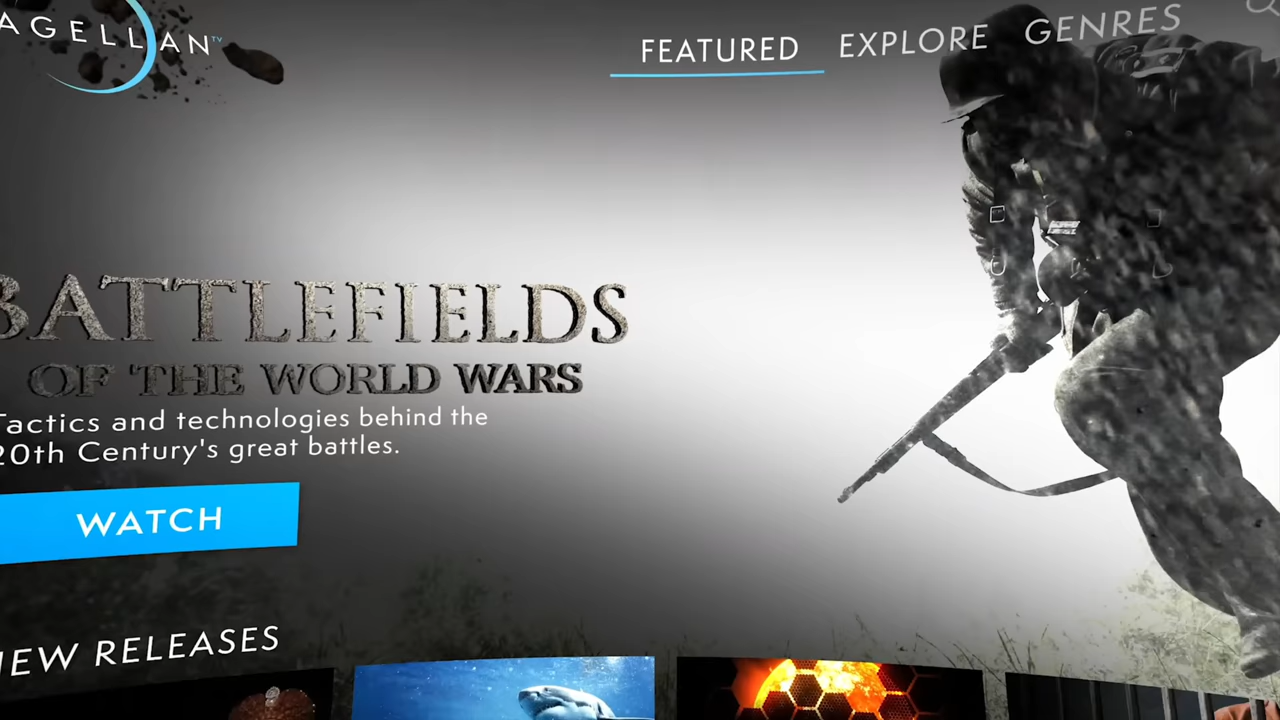 AGELLAN TV
FEATURED EXPLORE GENRES
BATTLEFIELDS
OF THE WORLD WARS
Tactics and technologies behind the
20th Century's great battles.
WATCH
NEW RELEASES